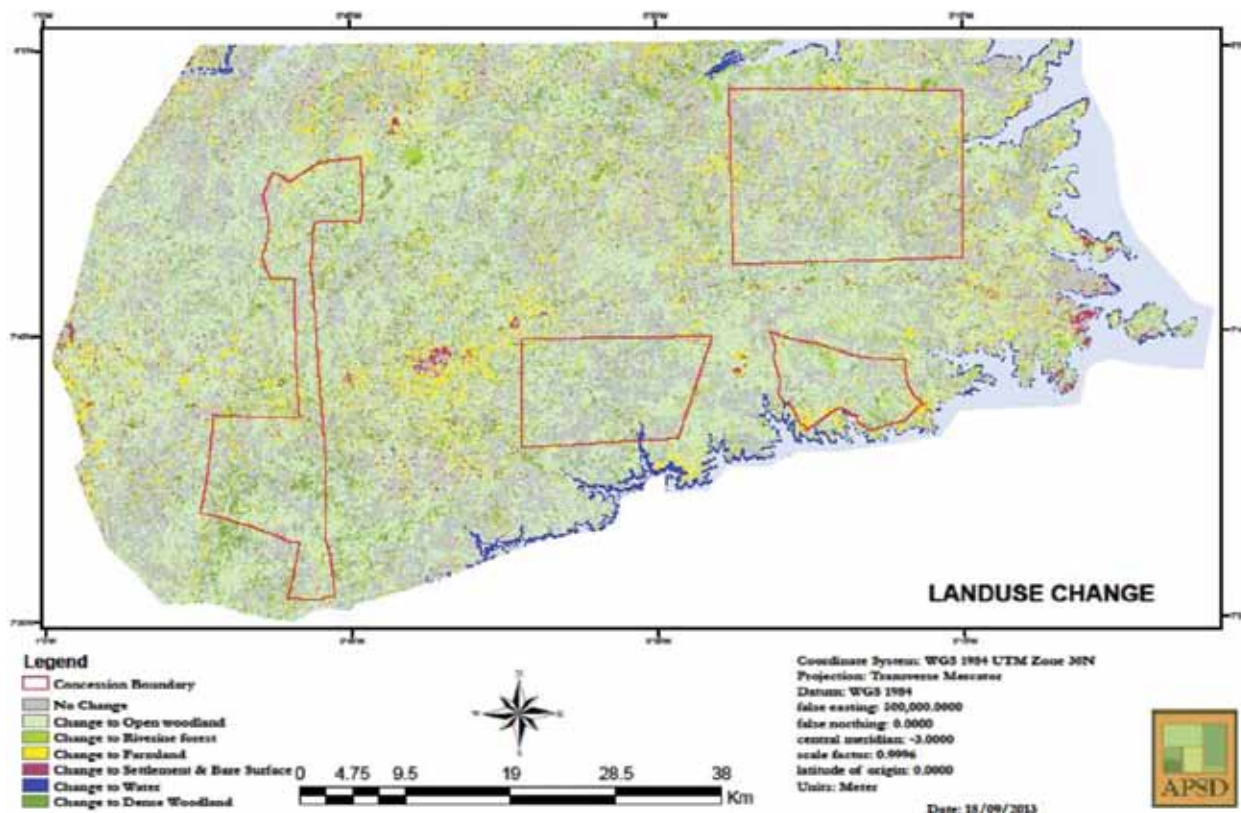 LANDUSE CHANGE
Legend
Concession Boundary
No Change
Change to Open woodland
Change to Riverine forest
Change to Farmland
Change to Settlement & Bare Surface
Change to Water
Change to Dense Woodland
0 4.75 9.5 19 28.5 38
Km
Coordinate System: WGS 1984 UTM Zone 30N
Projection: Transverse Mercator
Datum: WGS 1984
false easting: 500,000.0000
false northing: 0.0000
central meridian: -3.0000
scale factor: 0.9996
latitude of origin: 0.0000
Units: Meter
Date: 18/09/2013
APSD